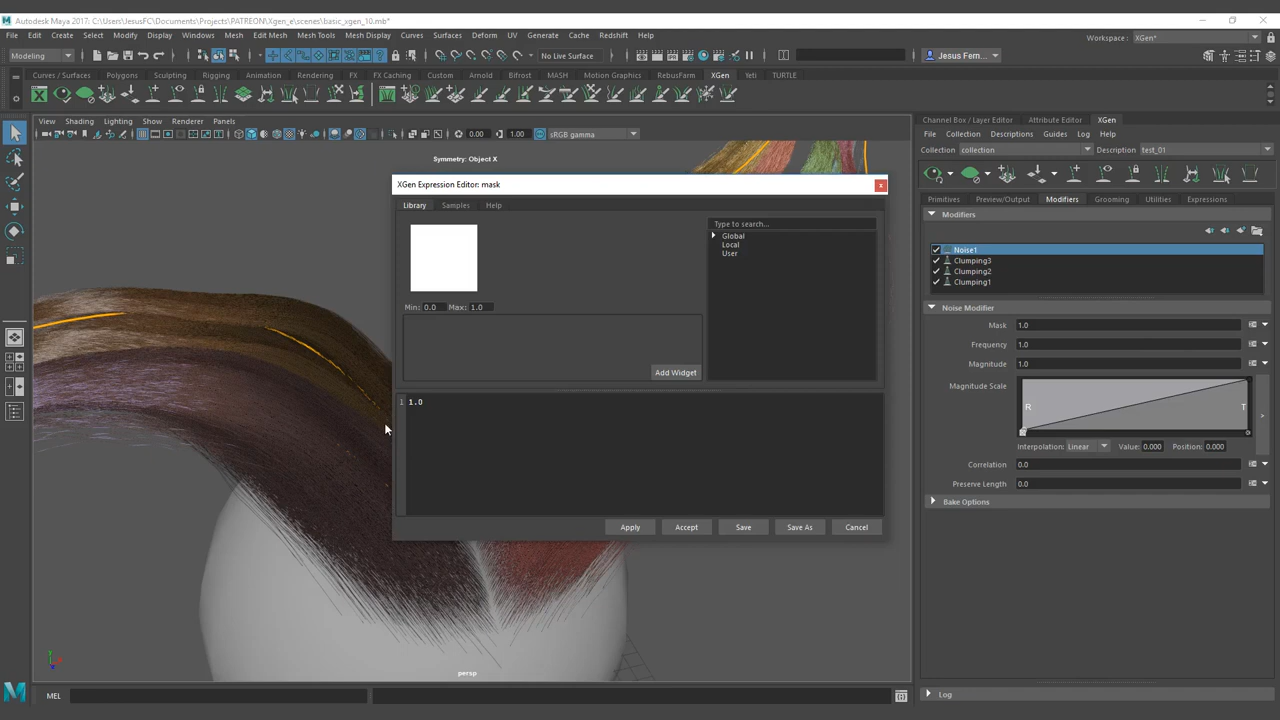 Autodesk Maya 2017: C:\Users\JesusFC\Documents\Projects\PATREON\Xgen_e\scenes\basic_xgen_10.mb*
File Edit Create Select Modify Display Windows Mesh Edit Mesh Mesh Tools Mesh Display Curves Surfaces Deform UV Generate Cache Redshift Help
Workspace : XGen*
Modeling
No Live Surface
Jesus Fern...
Curves / Surfaces Polygons Sculpting Rigging Animation Rendering FX FX Caching Custom Arnold Bifrost MASH Motion Graphics RebusFarm XGen Yeti TURTLE
View Shading Lighting Show Renderer Panels
0.00 1.00 sRGB gamma
Symmetry: Object X
XGen Expression Editor: mask
Library Samples Help
Type to search...
Global
Local
User
Min: 0.0 Max: 1.0
Add Widget
1 1.0
Apply Accept Save Save As Cancel
persp
MEL
Channel Box / Layer Editor Attribute Editor XGen
File Collection Descriptions Guides Log Help
Collection collection Description test_01
Primitives Preview/Output Modifiers Grooming Utilities Expressions
Modifiers
Noise1
Clumping3
Clumping2
Clumping1
Noise Modifier
Mask 1.0
Frequency 1.0
Magnitude 1.0
Magnitude Scale R T >
Interpolation: Linear Value: 0.000 Position: 0.000
Correlation 0.0
Preserve Length 0.0
Bake Options
Log